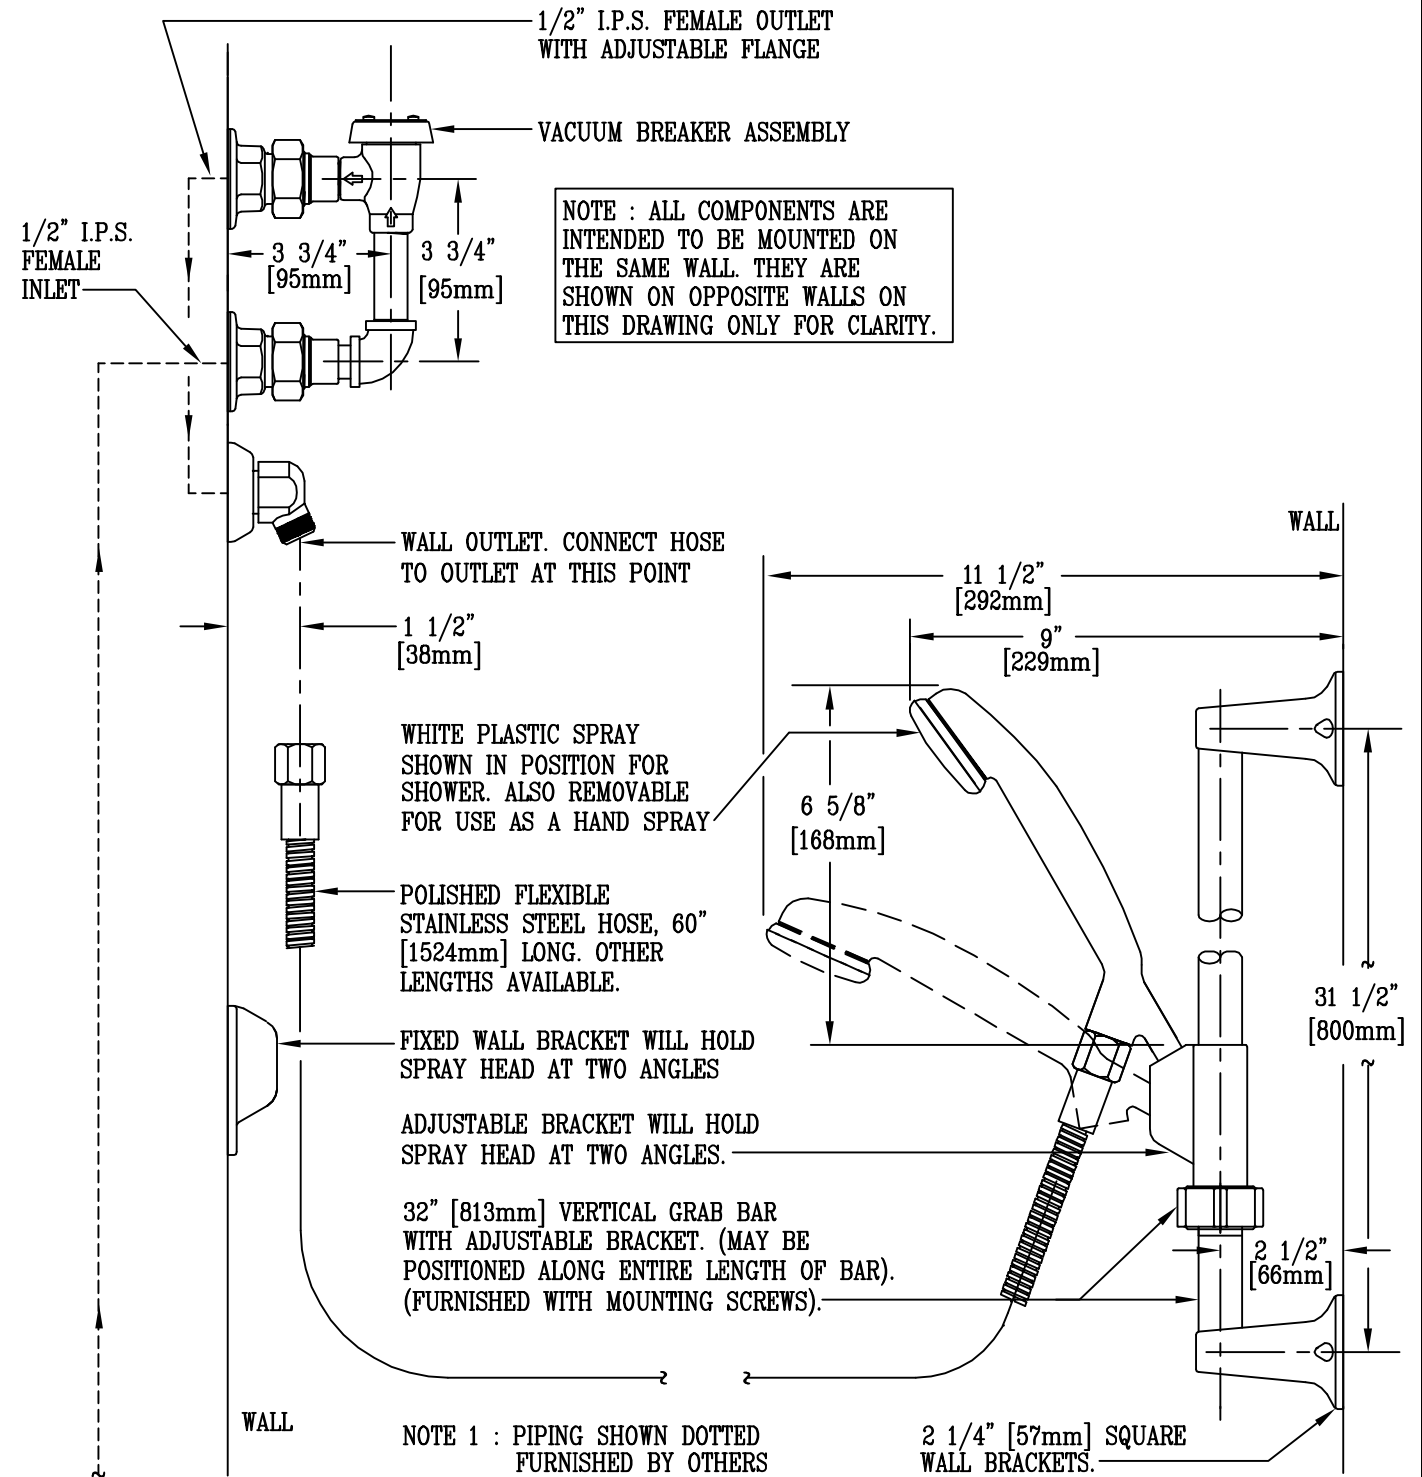 1/2" I.P.S. FEMALE OUTLET
WITH ADJUSTABLE FLANGE
VACUUM BREAKER ASSEMBLY
NOTE : ALL COMPONENTS ARE
INTENDED TO BE MOUNTED ON
THE SAME WALL. THEY ARE
SHOWN ON OPPOSITE WALLS ON
THIS DRAWING ONLY FOR CLARITY.
1/2" I.P.S.
FEMALE
INLET
3 3/4"
[95mm]
3 3/4"
[95mm]
WALL
WALL OUTLET. CONNECT HOSE
TO OUTLET AT THIS POINT
11 1/2"
[292mm]
9"
[229mm]
1 1/2"
[38mm]
WHITE PLASTIC SPRAY
SHOWN IN POSITION FOR
SHOWER. ALSO REMOVABLE
FOR USE AS A HAND SPRAY
6 5/8"
[168mm]
POLISHED FLEXIBLE
STAINLESS STEEL HOSE, 60"
[1524mm] LONG. OTHER
LENGTHS AVAILABLE.
31 1/2"
[800mm]
FIXED WALL BRACKET WILL HOLD
SPRAY HEAD AT TWO ANGLES
ADJUSTABLE BRACKET WILL HOLD
SPRAY HEAD AT TWO ANGLES.
32" [813mm] VERTICAL GRAB BAR
WITH ADJUSTABLE BRACKET. (MAY BE
POSITIONED ALONG ENTIRE LENGTH OF BAR).
(FURNISHED WITH MOUNTING SCREWS).
2 1/2"
[66mm]
WALL
NOTE 1 : PIPING SHOWN DOTTED
FURNISHED BY OTHERS
2 1/4" [57mm] SQUARE
WALL BRACKETS.